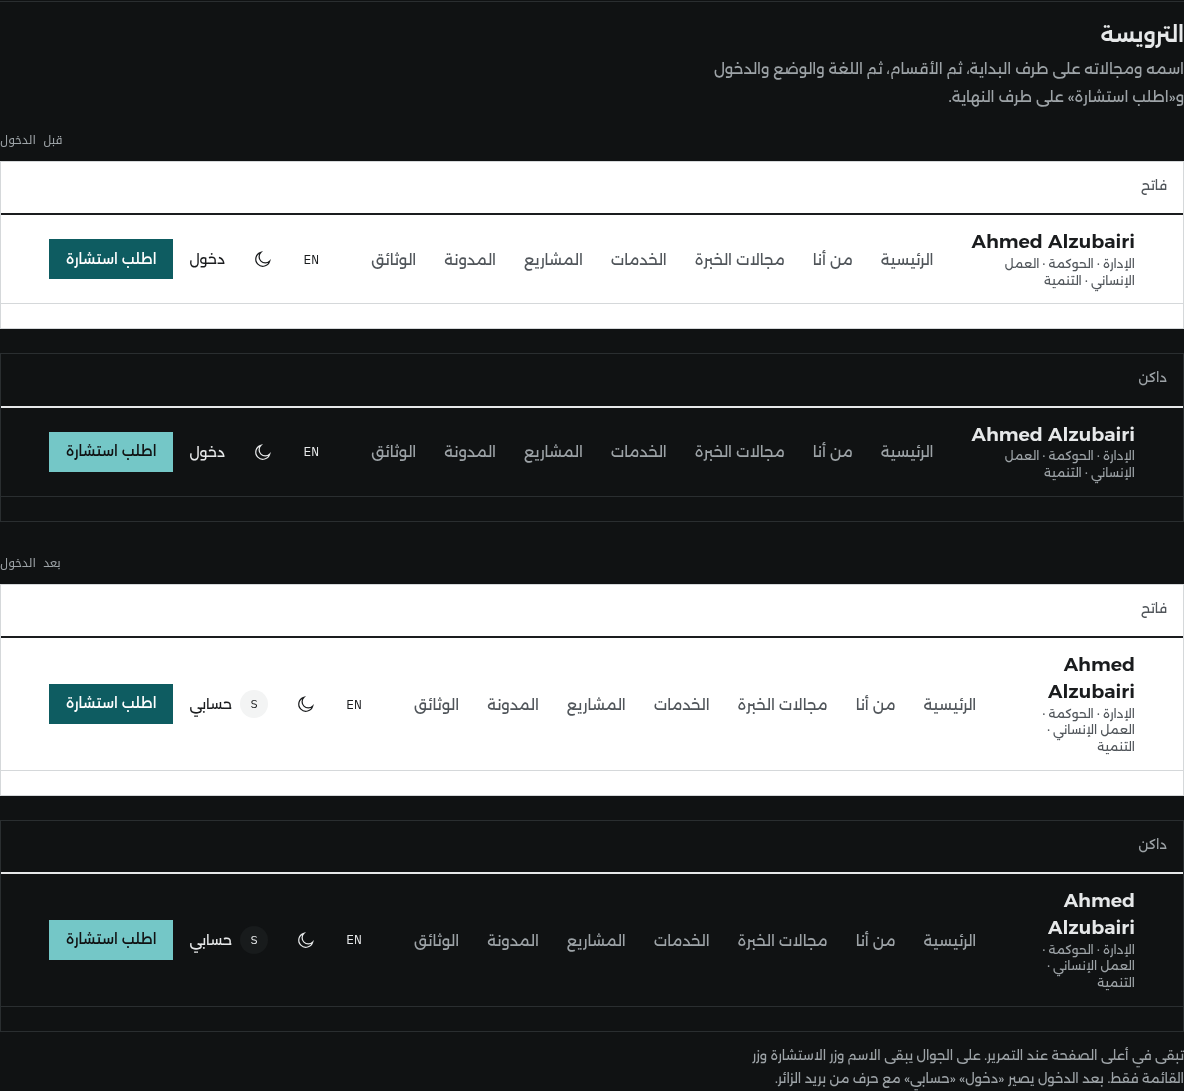 الترويسة
اسمه ومجالاته على طرف البداية، ثم الأقسام، ثم اللغة والوضع والدخول
و«اطلب استشارة» على طرف النهاية.
قبل الدخول
فاتح
Ahmed Alzubairi
الإدارة · الحوكمة · العمل
الإنساني · التنمية
الرئيسية من أنا مجالات الخبرة الخدمات المشاريع المدونة الوثائق EN دخول اطلب استشارة
داكن
Ahmed Alzubairi
الإدارة · الحوكمة · العمل
الإنساني · التنمية
الرئيسية من أنا مجالات الخبرة الخدمات المشاريع المدونة الوثائق EN دخول اطلب استشارة
بعد الدخول
فاتح
Ahmed
Alzubairi
الإدارة · الحوكمة ·
العمل الإنساني ·
التنمية
الرئيسية من أنا مجالات الخبرة الخدمات المشاريع المدونة الوثائق EN S حسابي اطلب استشارة
داكن
Ahmed
Alzubairi
الإدارة · الحوكمة ·
العمل الإنساني ·
التنمية
الرئيسية من أنا مجالات الخبرة الخدمات المشاريع المدونة الوثائق EN S حسابي اطلب استشارة
تبقى في أعلى الصفحة عند التمرير. على الجوال يبقى الاسم وزر الاستشارة وزر
القائمة فقط. بعد الدخول يصير «دخول» «حسابي» مع حرف من بريد الزائر.